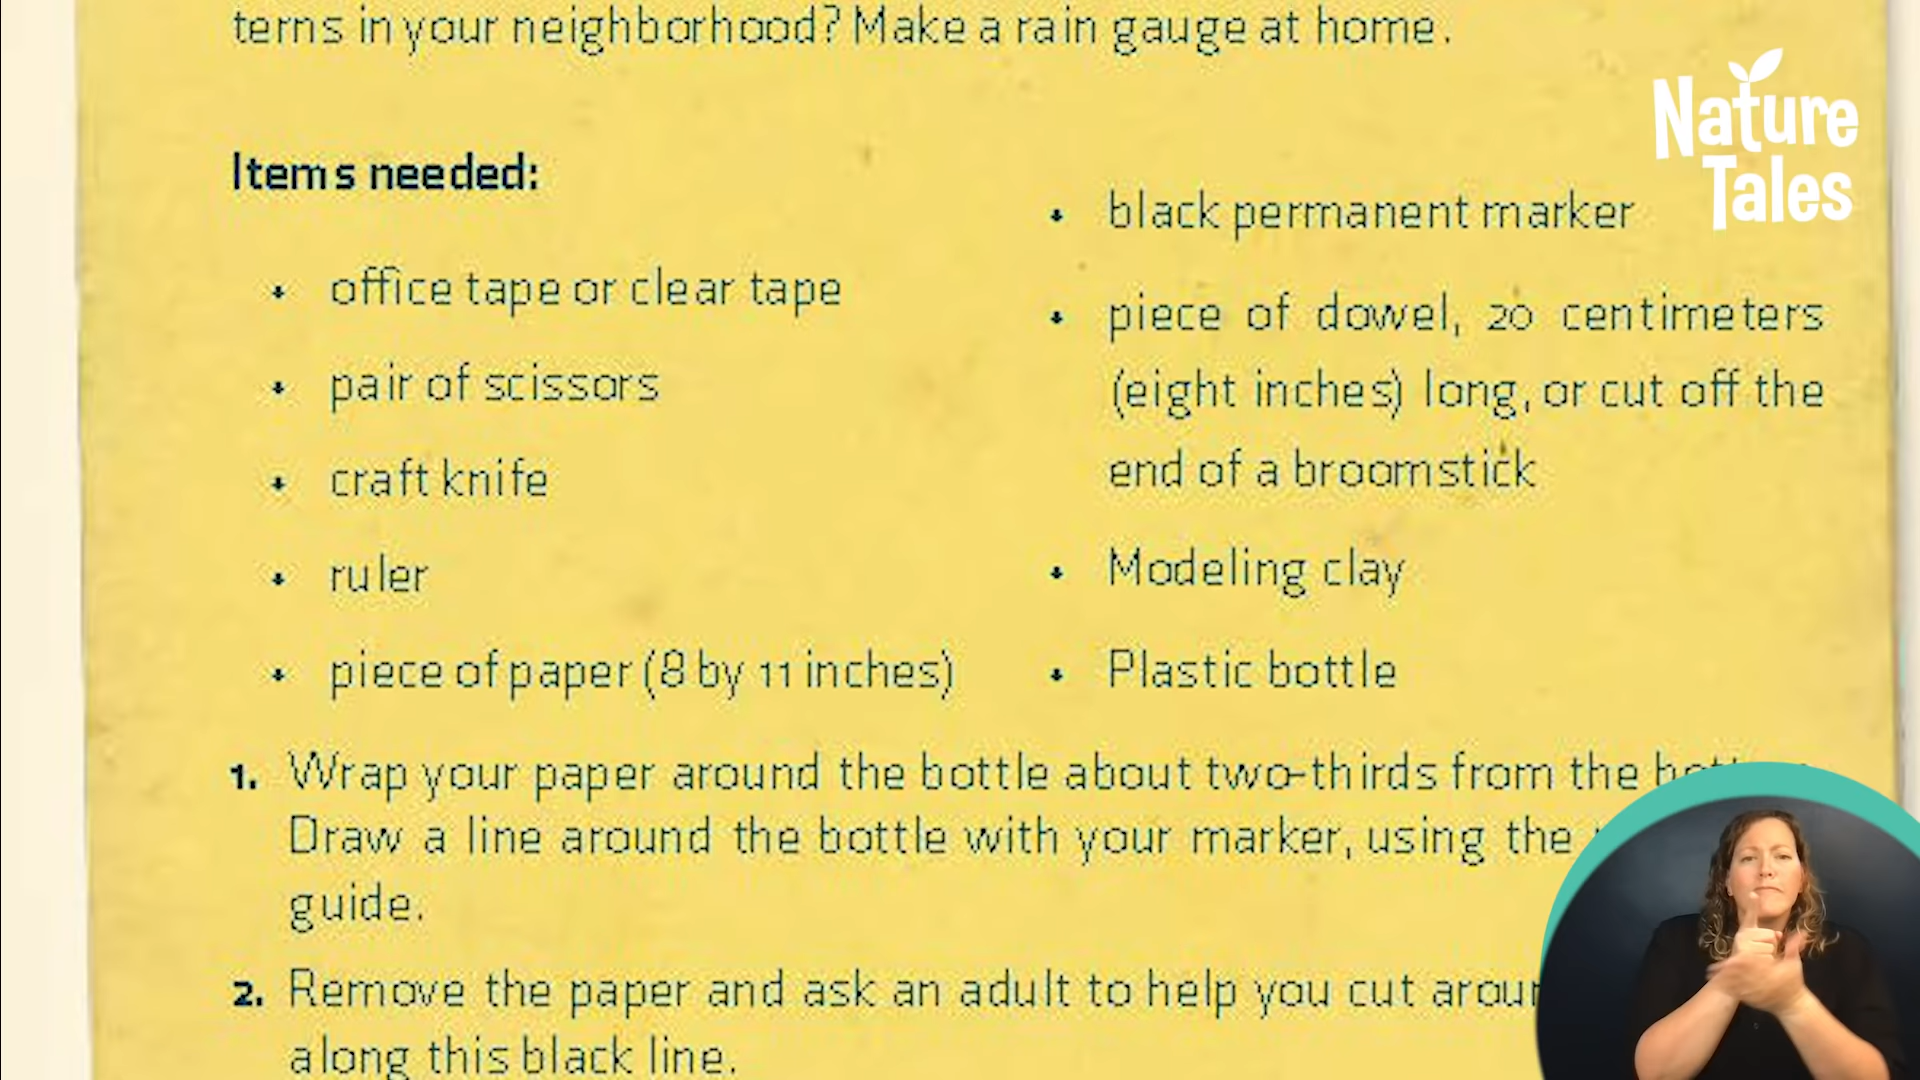 terns in your neighborhood? Make a rain gauge at home.
Nature
Tales
Items needed:
• office tape or clear tape
• pair of scissors
• craft knife
• ruler
• piece of paper (8 by 11 inches)
• black permanent marker
• piece of dowel, 20 centimeters
(eight inches) long, or cut off the
end of a broomstick
• Modeling clay
• Plastic bottle
1. Wrap your paper around the bottle about two-thirds from the
Draw a line around the bottle with your marker, using the
guide.
2. Remove the paper and ask an adult to help you cut
along this black line.